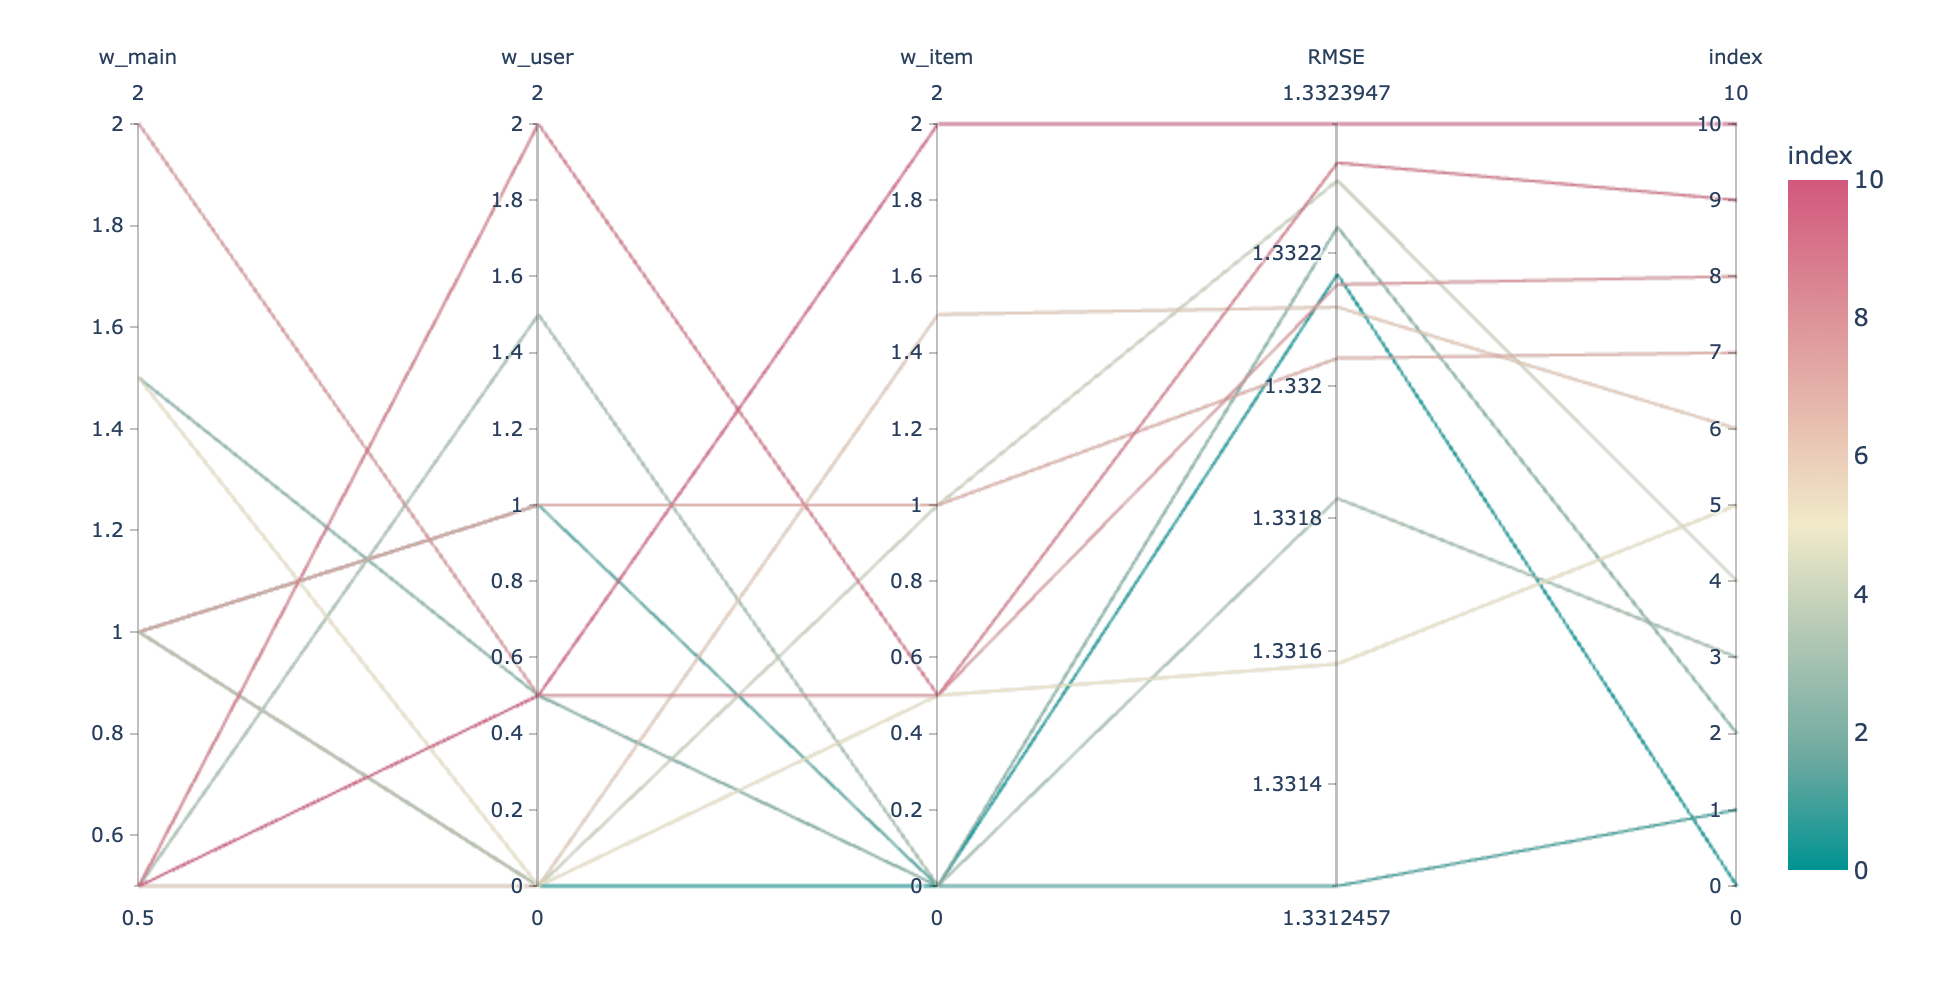 w_main w_user w_item RMSE index
2 2 2 1.3323947 10
2 2 2 10
index
10
1.8 1.8 1.8 9
1.6 1.6 1.6 1.3322 8
8
1.4 1.4 1.4 1.332 7
1.2 1.2 1.2 6
6
1 1 1 1.3318 5
1 0.8 0.8 4
4
0.8 0.6 0.6 1.3316 3
0.6 0.4 0.4 2
2
0.2 0.2 1.3314 1
0 0 0
0
0.5 0 0 1.3312457 0